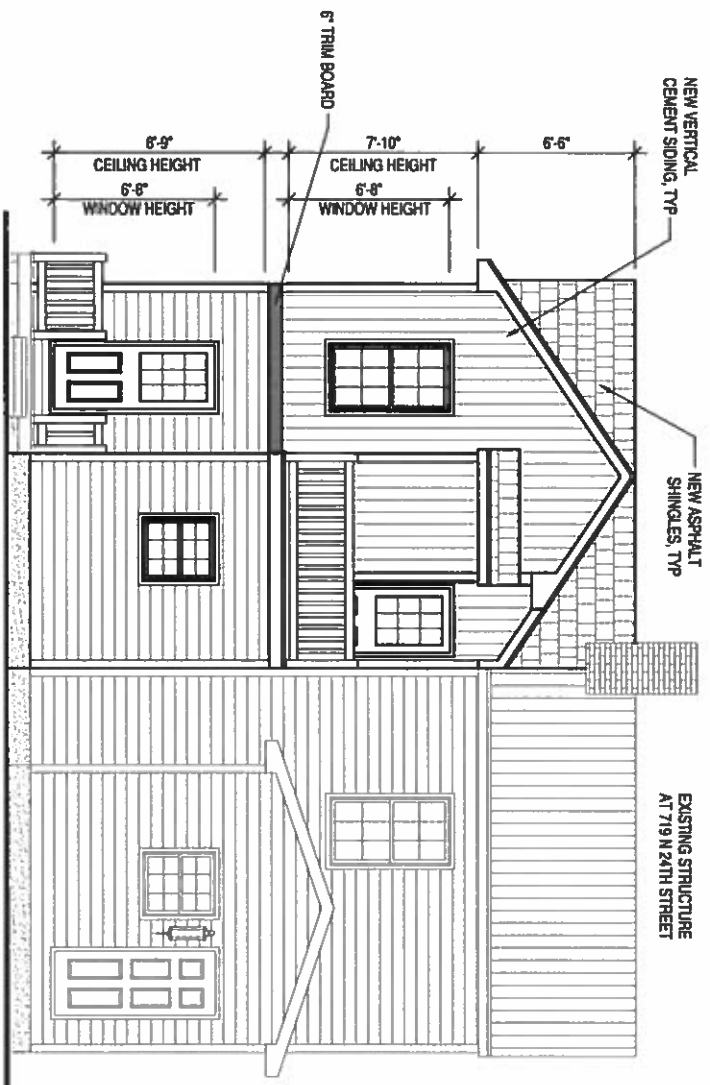 NEW VERTICAL
CEMENT SIDING, TYP
NEW ASPHALT
SHINGLES, TYP
EXISTING STRUCTURE
AT 719 N 24TH STREET
6'-6"
7'-10"
CEILING HEIGHT
6'-8"
WINDOW HEIGHT
6" TRIM BOARD
8'-9"
CEILING HEIGHT
6'-8"
WINDOW HEIGHT